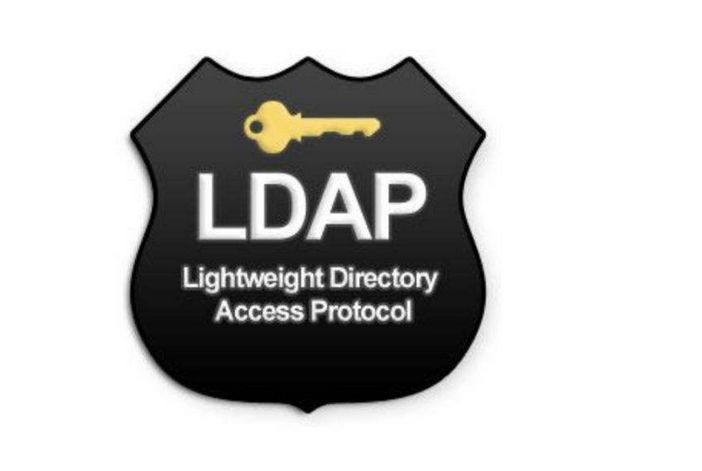 LDAP
Lightweight Directory
Access Protocol